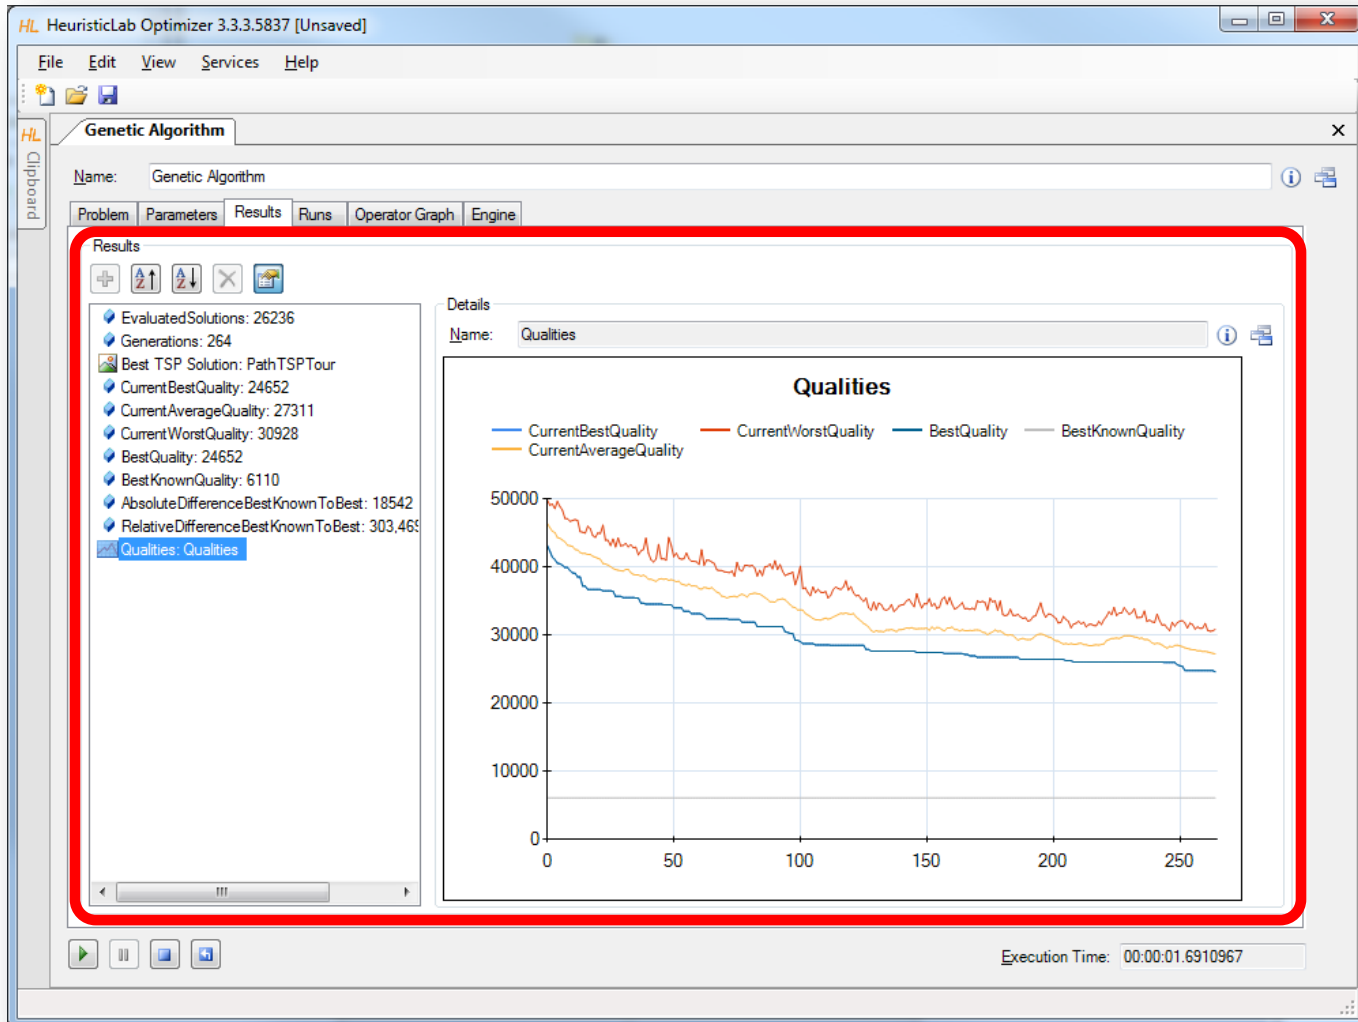 HL HeuristicLab Optimizer 3.3.3.5837 [Unsaved]
File Edit View Services Help
HL Clipboard
Genetic Algorithm
Name: Genetic Algorithm
Problem Parameters Results Runs Operator Graph Engine
Results
EvaluatedSolutions: 26236
Generations: 264
Best TSP Solution: PathTSPTour
CurrentBestQuality: 24652
CurrentAverageQuality: 27311
CurrentWorstQuality: 30928
BestQuality: 24652
BestKnownQuality: 6110
AbsoluteDifferenceBestKnownToBest: 18542
RelativeDifferenceBestKnownToBest: 303,46
Qualities: Qualities
Details
Name: Qualities
Qualities
CurrentBestQuality CurrentWorstQuality BestQuality BestKnownQuality
CurrentAverageQuality
50000
40000
30000
20000
10000
0
0 50 100 150 200 250
Execution Time: 00:00:01.6910967